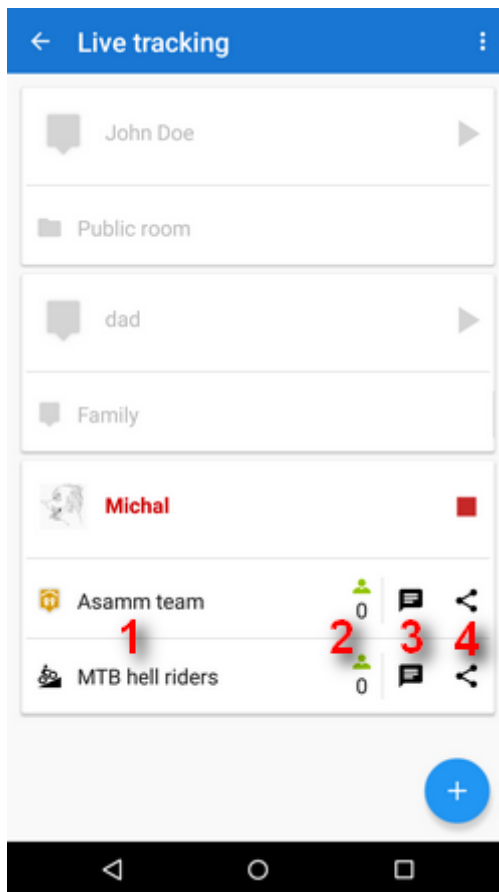 Live tracking
John Doe
Public room
dad
Family
Michal
Asamm team
0
1
2
3
4
MTB hell riders
0